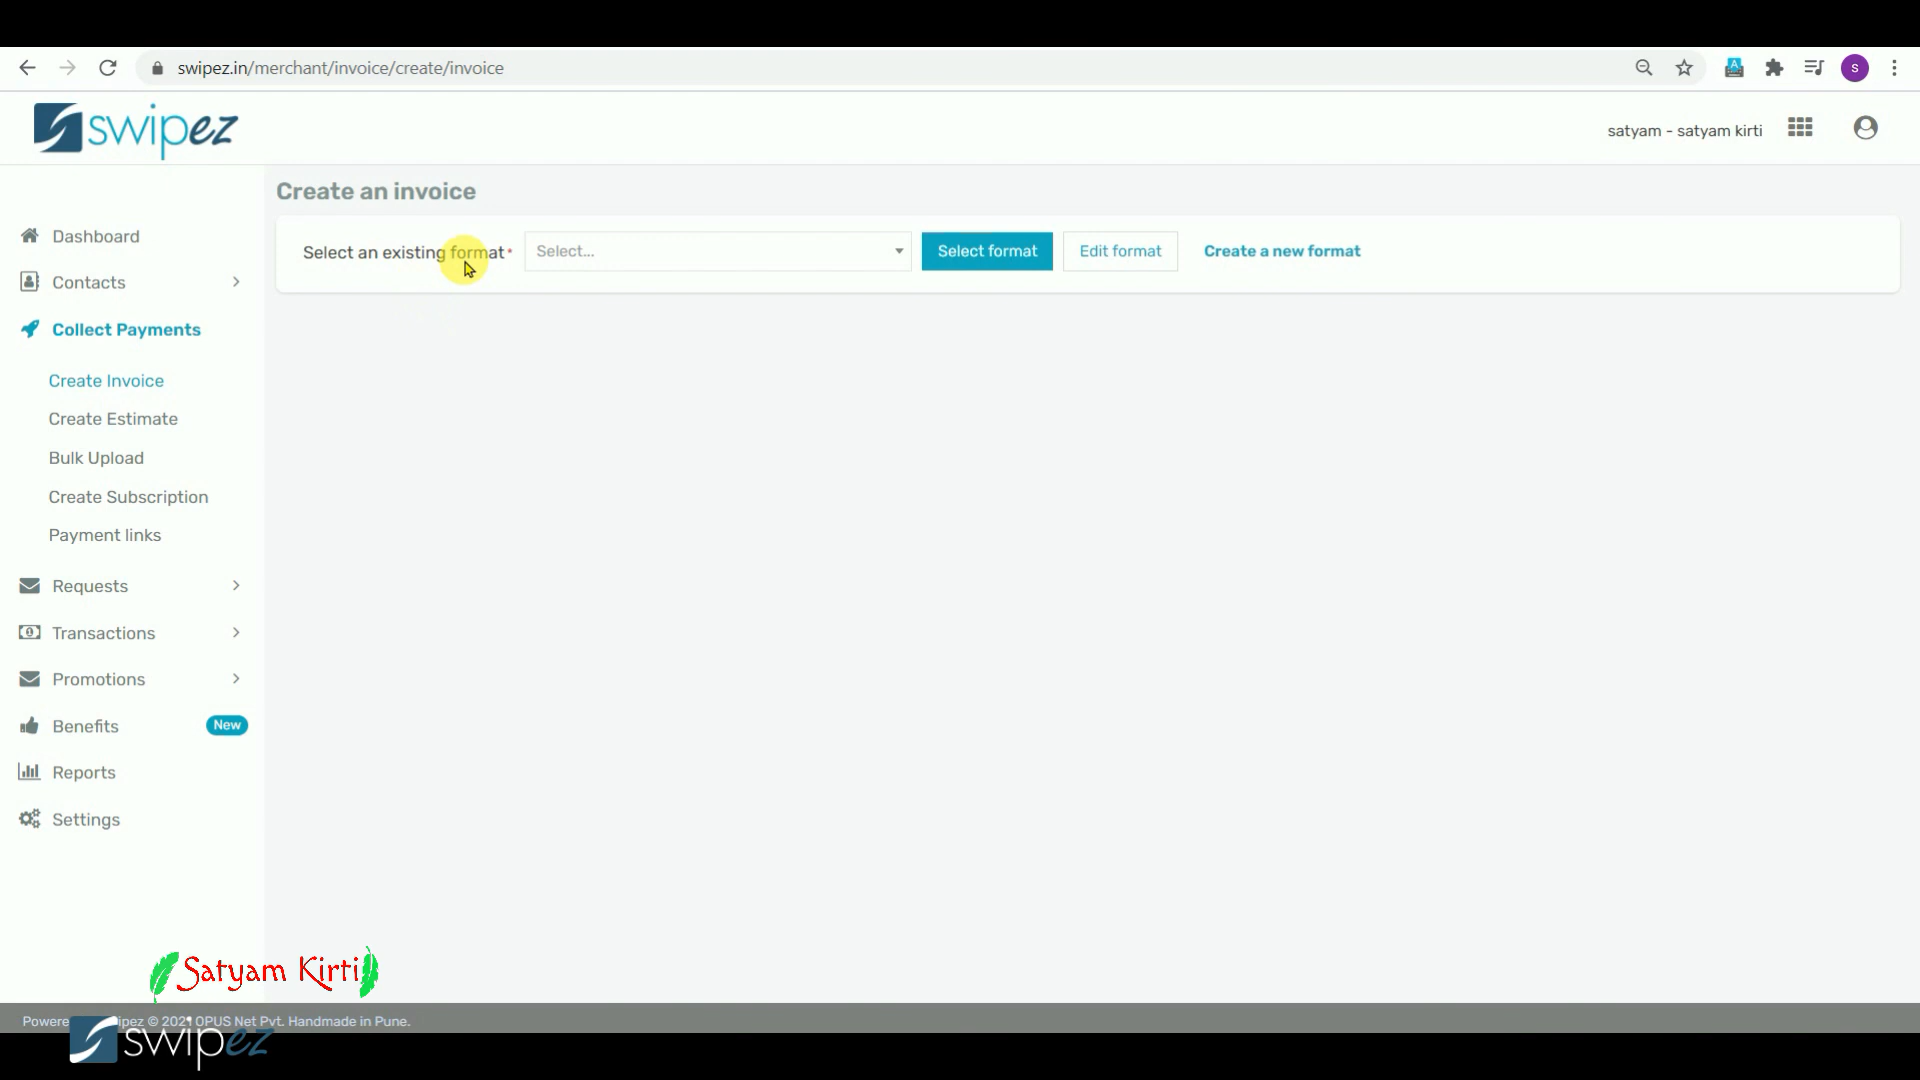 swipez.in/merchant/invoice/create/invoice
S
swipez
satyam - satyam kirti
Create an invoice
Select an existing format*
Select...
Select format
Edit format
Create a new format
Dashboard
Contacts
Collect Payments
Create Invoice
Create Estimate
Bulk Upload
Create Subscription
Payment links
Requests
Transactions
Promotions
Benefits
New
Reports
Settings
Satyam Kirti
Powere ipez © 2021 OPUS Net Pvt. Handmade in Pune.
swipez